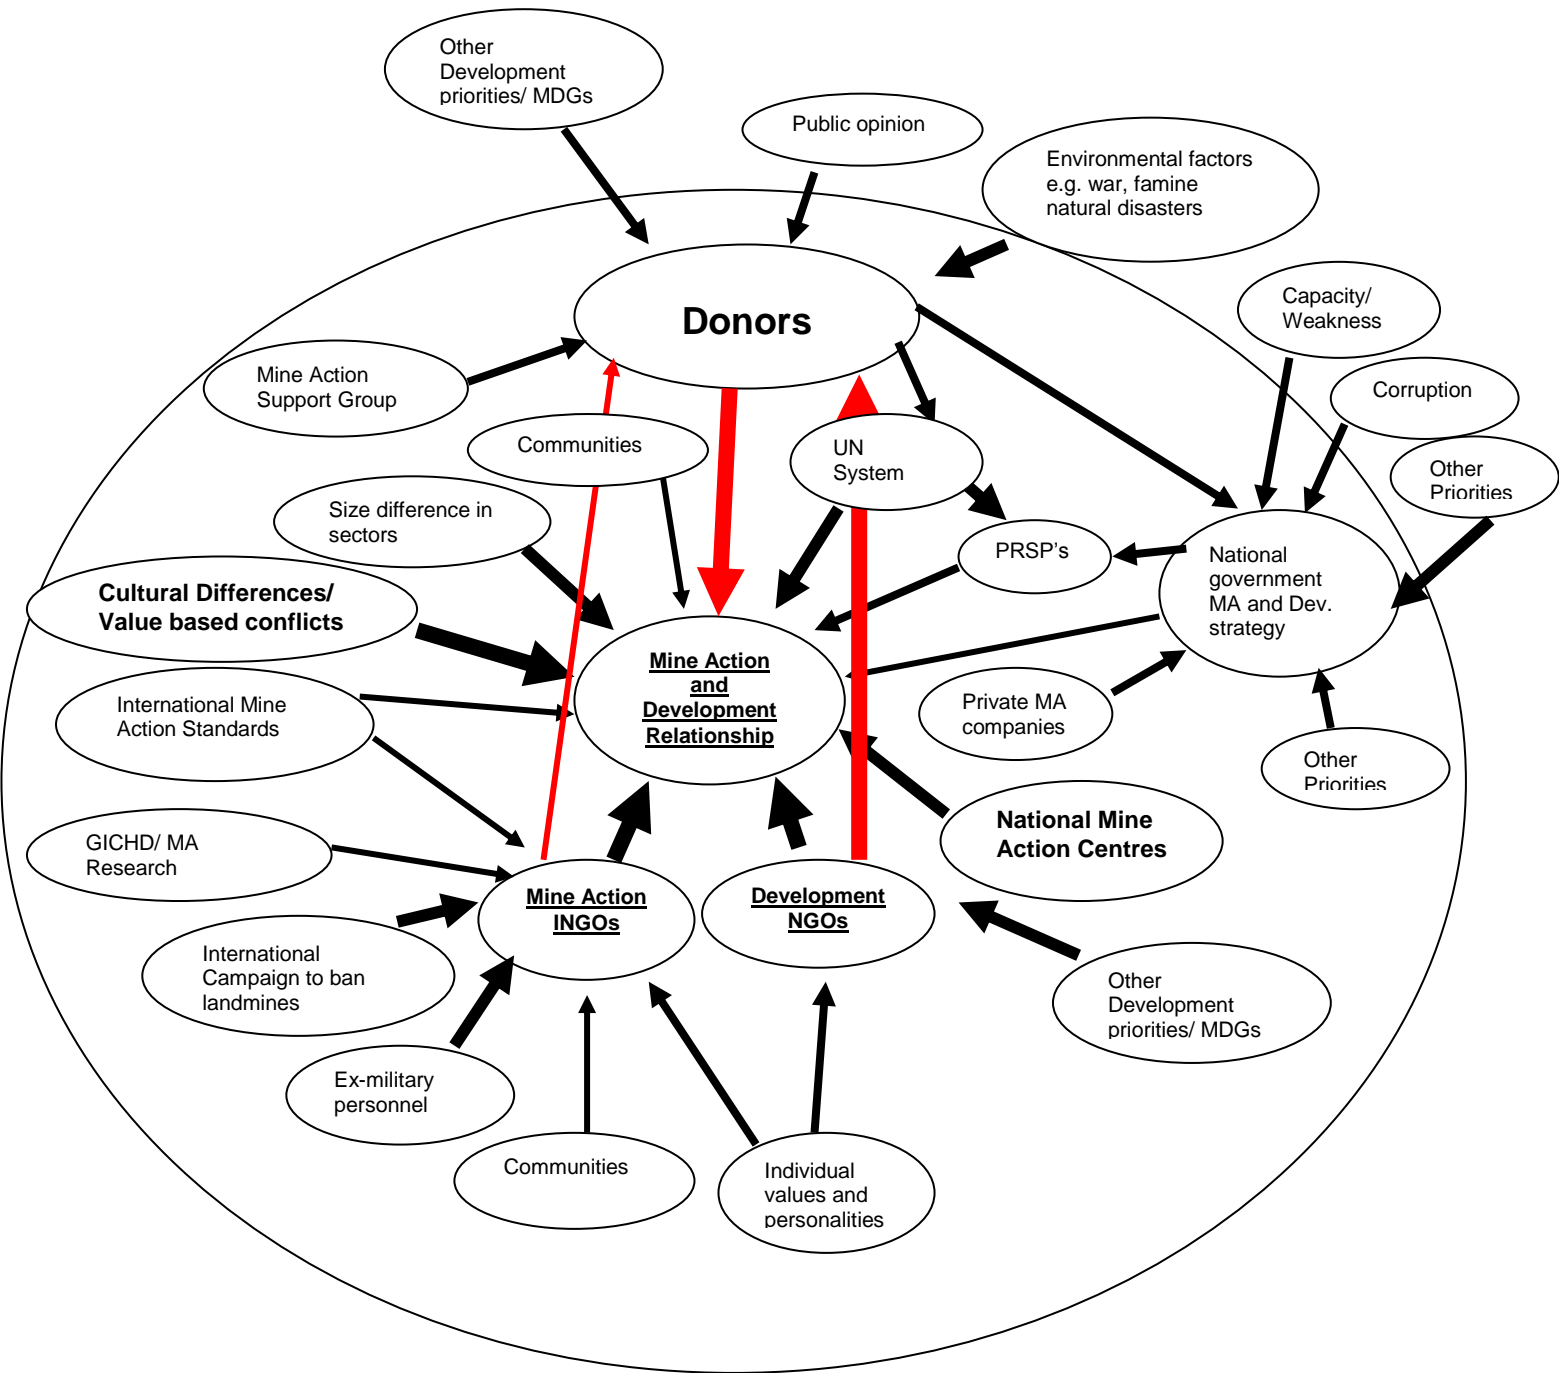 Other
Development
priorities/ MDGs
Public opinion
Environmental factors
e.g. war, famine
natural disasters
Capacity/
Weakness
Donors
Corruption
Mine Action
Support Group
Communities
UN
System
Other
Priorities
Size difference in
sectors
PRSP's
National
government
MA and Dev.
strategy
Cultural Differences/
Value based conflicts
Mine Action
and
Development
Relationship
International Mine
Action Standards
Private MA
companies
Other
Priorities
National Mine
Action Centres
GICHD/ MA
Research
Mine Action
INGOs
Development
NGOs
International
Campaign to ban
landmines
Other
Development
priorities/ MDGs
Ex-military
personnel
Communities
Individual
values and
personalities